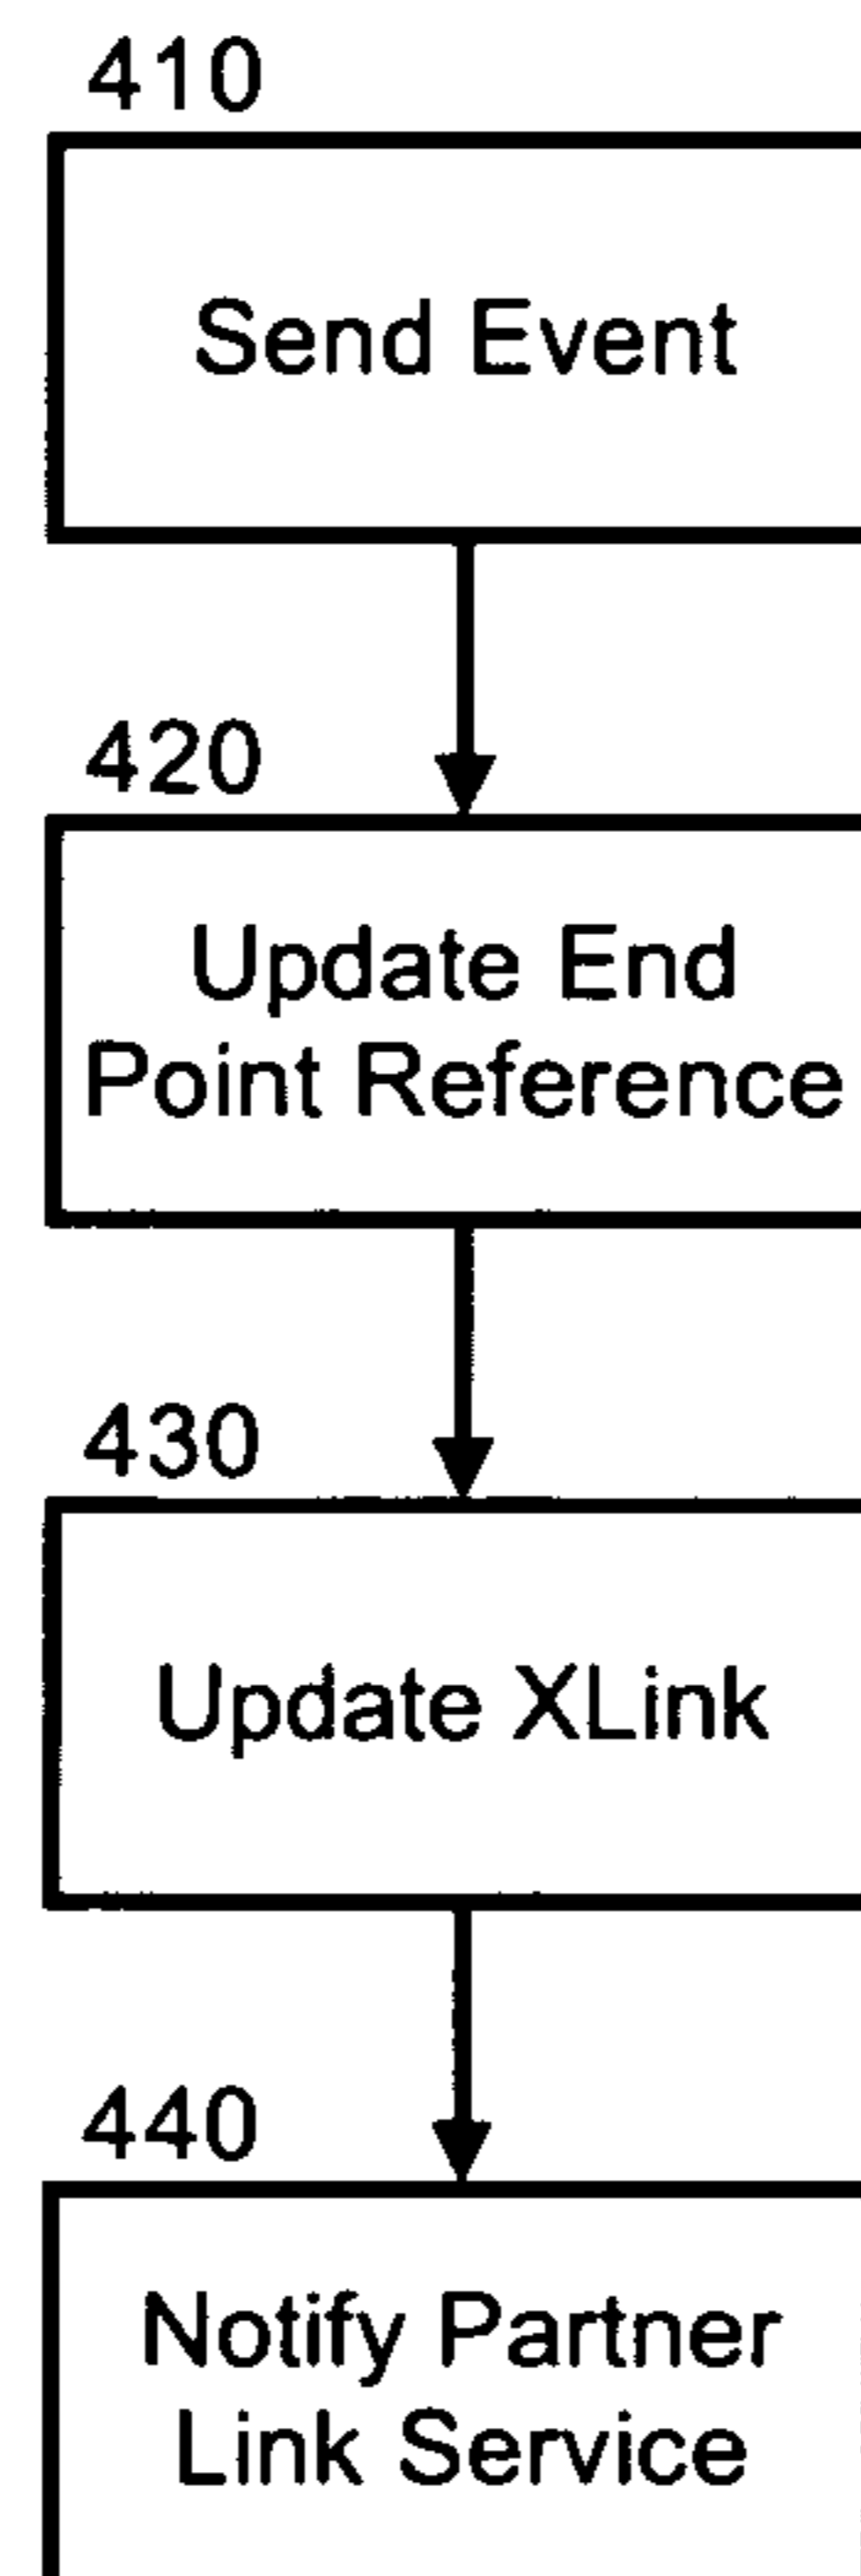 410
Send Event
420
Update End
Point Reference
430
Update XLink
440
Notify Partner
Link Service